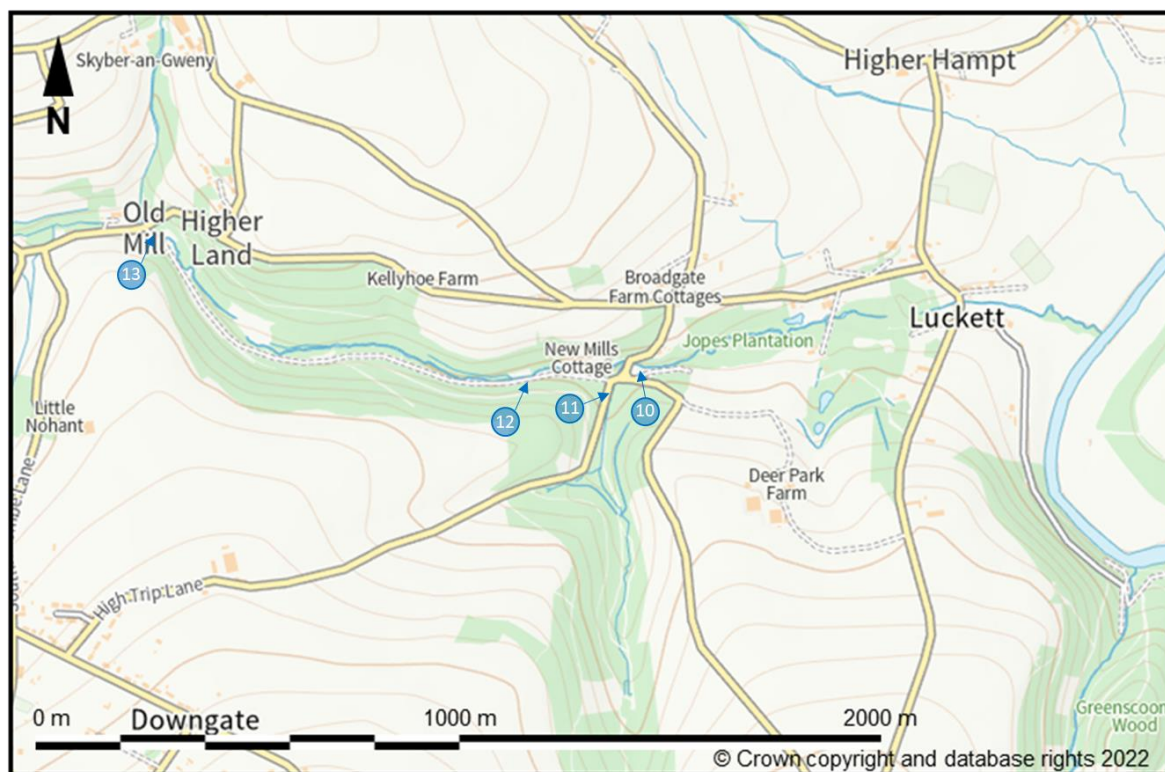 Skyber-an-Gweny
Higher Hampt
N
Old
Mill
Higher
Land
13
Kellyhoe Farm
Broadgate
Farm Cottages
Luckett
New Mills
Cottage
Jopes Plantation
12
11
10
Little
Nohant
Deer Park
Farm
High Trip Lane
Downgate
Wood
0 m
1000 m
2000 m
© Crown copyright and database rights 2022